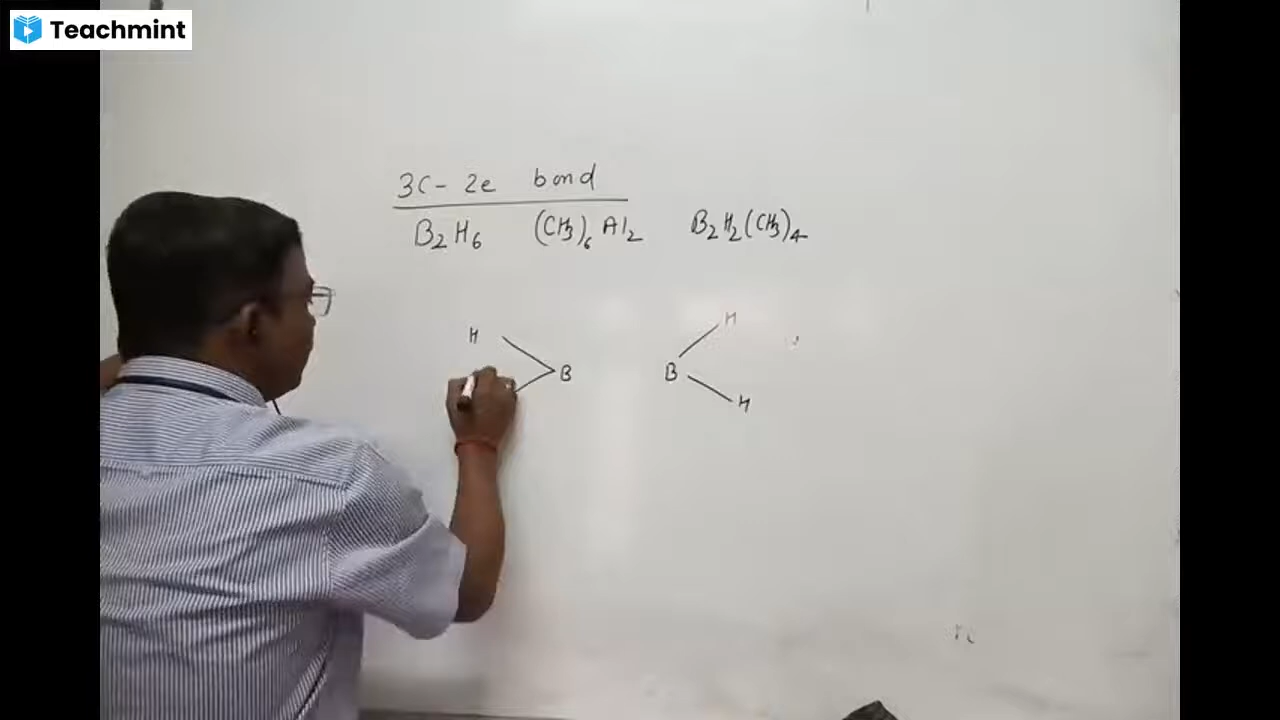 Teachmint
3C - 2e bond
B2H6 (CH3)6 Al2 B2H2(CH3)4
H H
B B
H